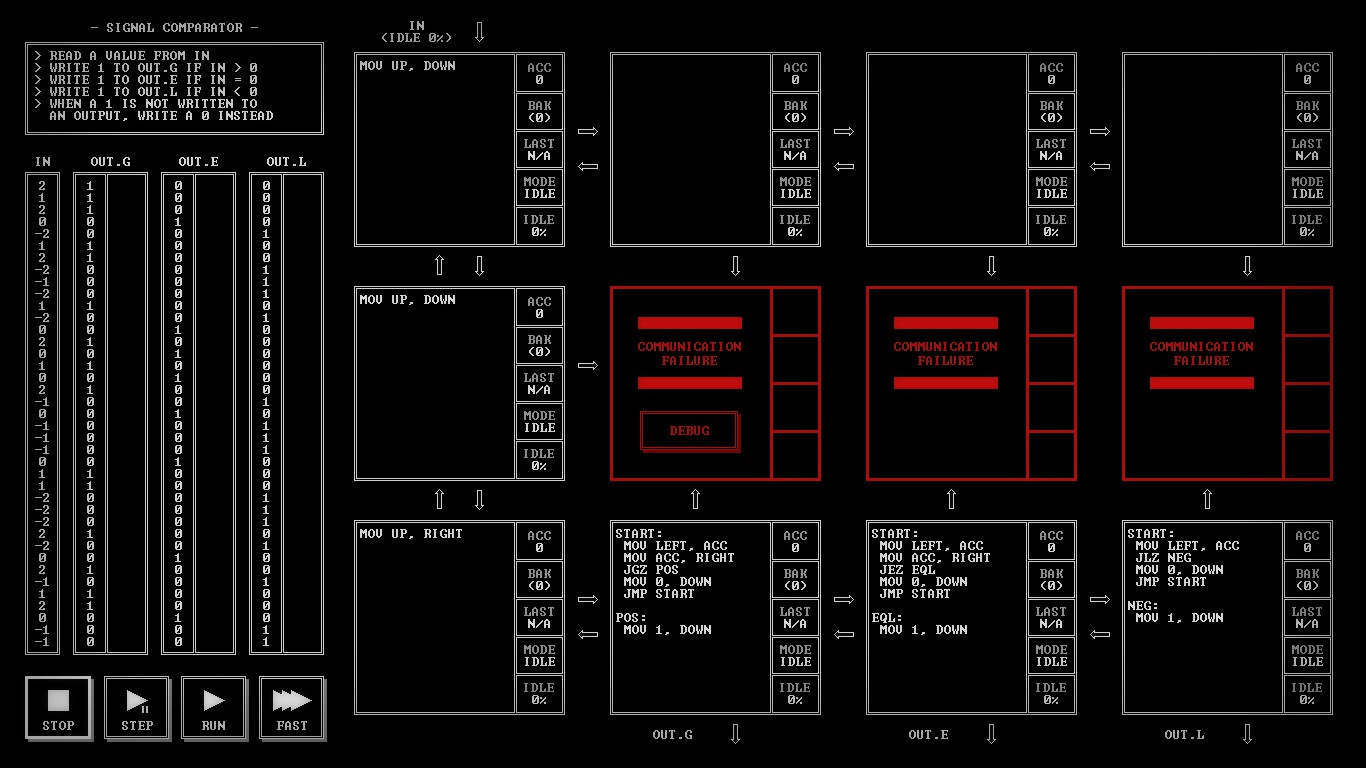 - SIGNAL COMPARATOR -
> READ A VALUE FROM IN
> WRITE 1 TO OUT.G IF IN > 0
> WRITE 1 TO OUT.E IF IN = 0
> WRITE 1 TO OUT.L IF IN < 0
> WHEN A 1 IS NOT WRITTEN TO
AN OUTPUT, WRITE A 0 INSTEAD
IN OUT.G OUT.E OUT.L
2 1 0 0
1 1 0 0
2 1 0 0
0 0 1 0
-2 0 0 1
1 1 0 0
2 1 0 0
-2 0 0 1
-1 0 0 1
-2 0 0 1
1 1 0 0
-2 0 0 1
0 0 1 0
2 1 0 0
0 0 1 0
1 1 0 0
0 0 1 0
2 1 0 0
-1 0 0 1
0 0 1 0
-1 0 0 1
-1 0 0 1
-1 0 0 1
0 0 1 0
1 1 0 0
1 1 0 0
-2 0 0 1
-2 0 0 1
-2 0 0 1
2 1 0 0
-2 0 0 1
0 0 1 0
2 1 0 0
-1 0 0 1
1 1 0 0
2 1 0 0
0 0 1 0
-1 0 0 1
-1 0 0 1
STOP
STEP
RUN
FAST
IN
(IDLE 0%)
MOV UP, DOWN
ACC
0
BAK
(0)
LAST
N/A
MODE
IDLE
IDLE
0%
ACC
0
BAK
(0)
LAST
N/A
MODE
IDLE
IDLE
0%
ACC
0
BAK
(0)
LAST
N/A
MODE
IDLE
IDLE
0%
ACC
0
BAK
(0)
LAST
N/A
MODE
IDLE
IDLE
0%
MOV UP, DOWN
ACC
0
BAK
(0)
LAST
N/A
MODE
IDLE
IDLE
0%
COMMUNICATION
FAILURE
DEBUG
COMMUNICATION
FAILURE
COMMUNICATION
FAILURE
MOV UP, RIGHT
ACC
0
BAK
(0)
LAST
N/A
MODE
IDLE
IDLE
0%
START:
MOV LEFT, ACC
MOV ACC, RIGHT
JGZ POS
MOV 0, DOWN
JMP START
POS:
MOV 1, DOWN
ACC
0
BAK
(0)
LAST
N/A
MODE
IDLE
IDLE
0%
START:
MOV LEFT, ACC
MOV ACC, RIGHT
JEZ EQL
MOV 0, DOWN
JMP START
EQL:
MOV 1, DOWN
ACC
0
BAK
(0)
LAST
N/A
MODE
IDLE
IDLE
0%
START:
MOV LEFT, ACC
JLZ NEG
MOV 0, DOWN
JMP START
NEG:
MOV 1, DOWN
ACC
0
BAK
(0)
LAST
N/A
MODE
IDLE
IDLE
0%
OUT.G
OUT.E
OUT.L